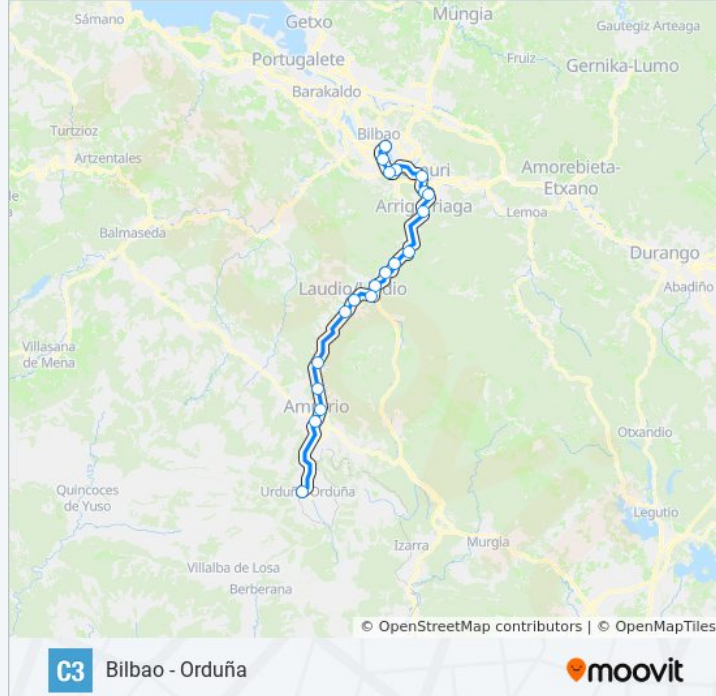 Sámano
Getxo
Mungia
Gautegiz Arteaga
Portugalete
Fruiz
Gernika-Lumo
Barakaldo
Turtzioz
Bilbao
Artzentales
Amorebieta-
Etxano
Lemoa
Balmaseda
Durango
Abadiño
Laudio/Llodio
Villasana
de Mena
Amurrio
Otxandio
Quincoces
de Yuso
Urduña/Orduña
Legutio
Izarra
Murgia
Villalba de Losa
Berberana
© OpenStreetMap contributors | © OpenMapTiles
C3 Bilbao - Orduña
moovit